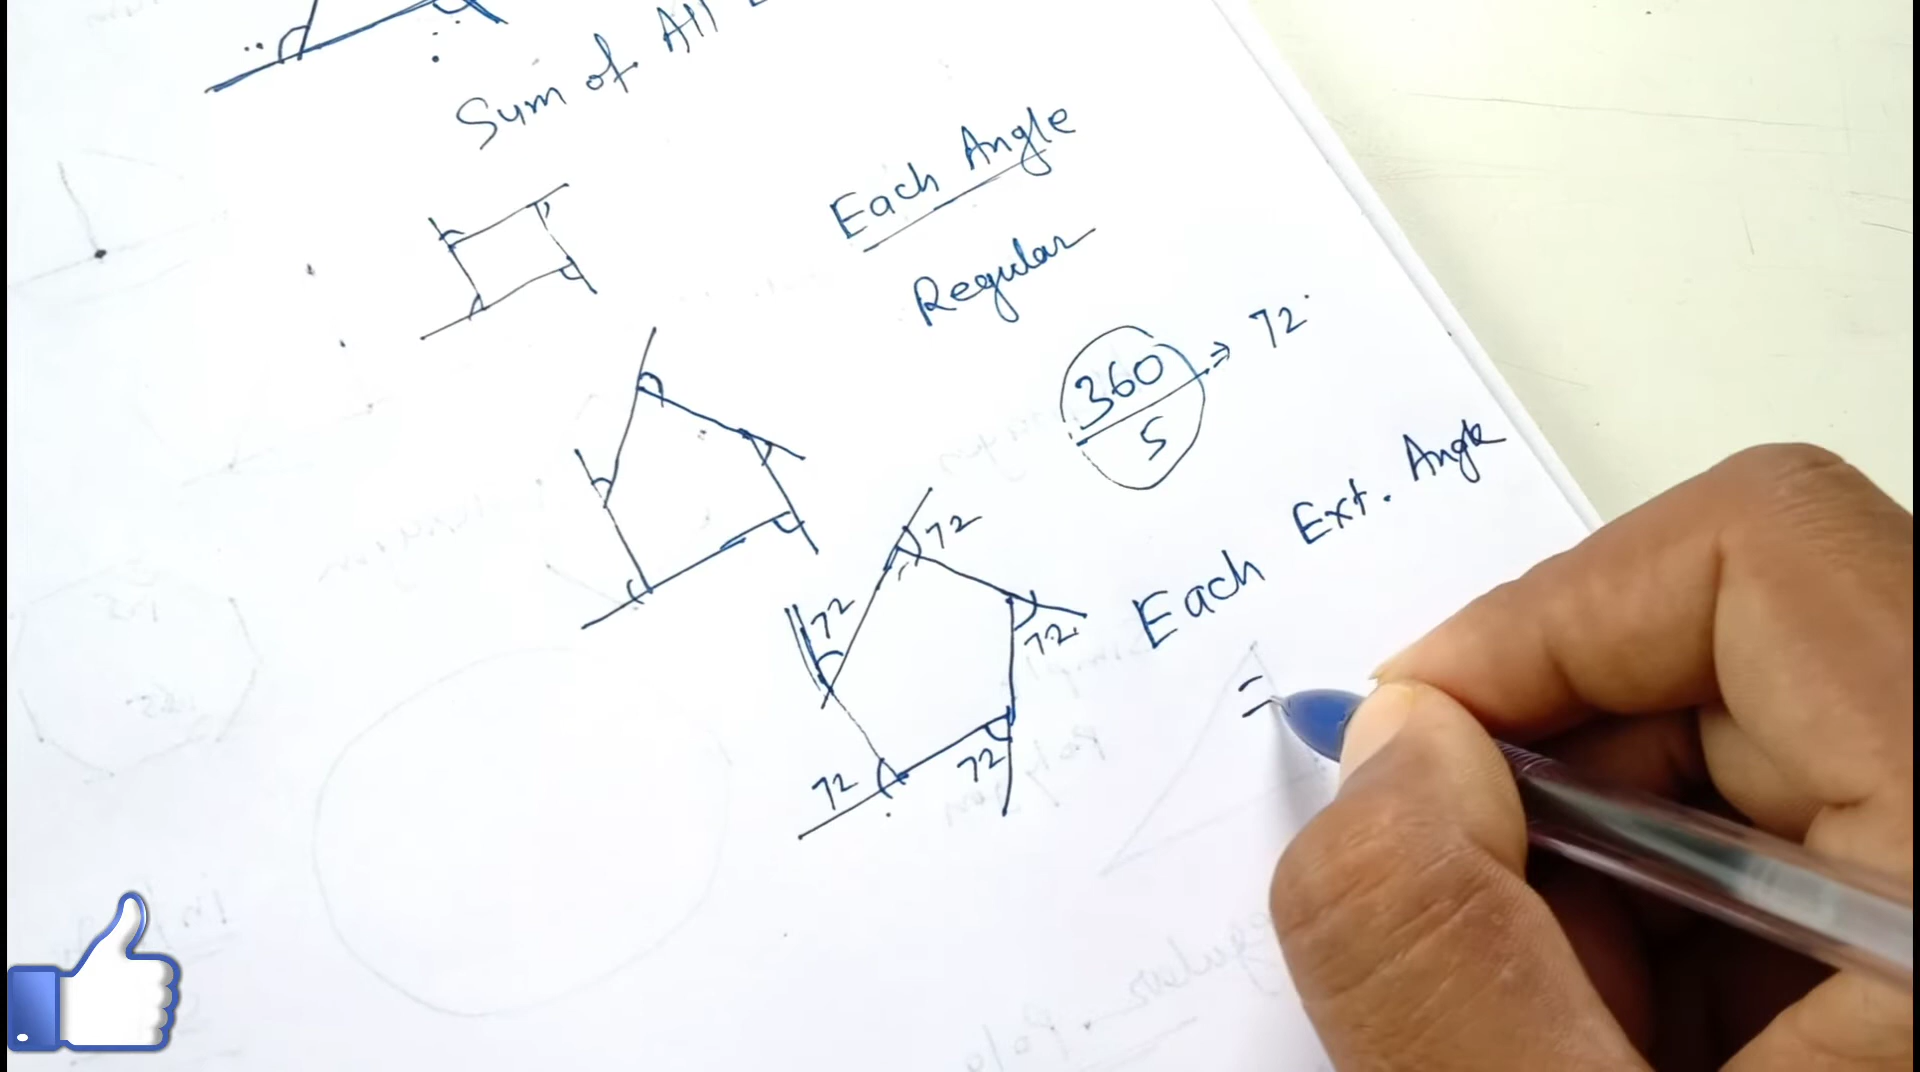 Sum of All
Each Angle
Regular
360
5
⇒ 72
Each Ext. Angle
=
72
72
72
72
72